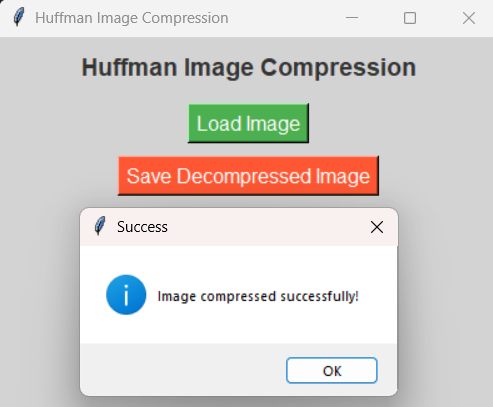 Huffman Image Compression
Huffman Image Compression
Load Image
Save Decompressed Image
Success
Image compressed successfully!
OK